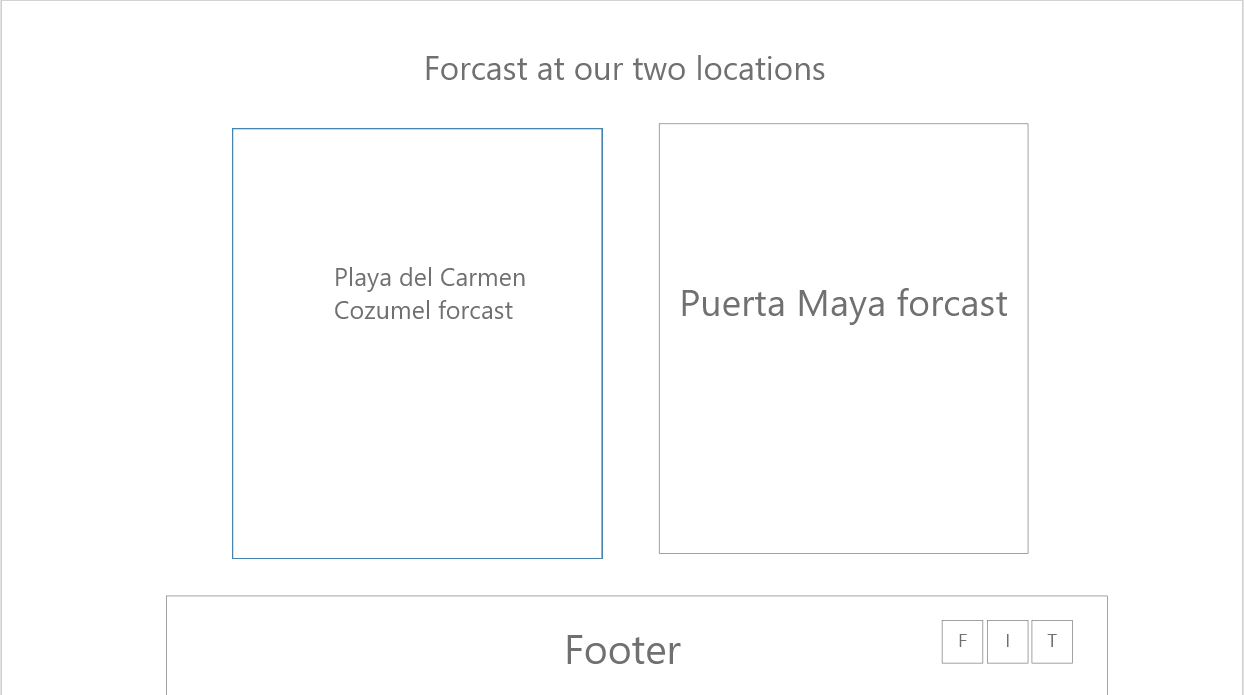 Forcast at our two locations
Playa del Carmen
Cozumel forcast
Puerta Maya forcast
Footer
F I T